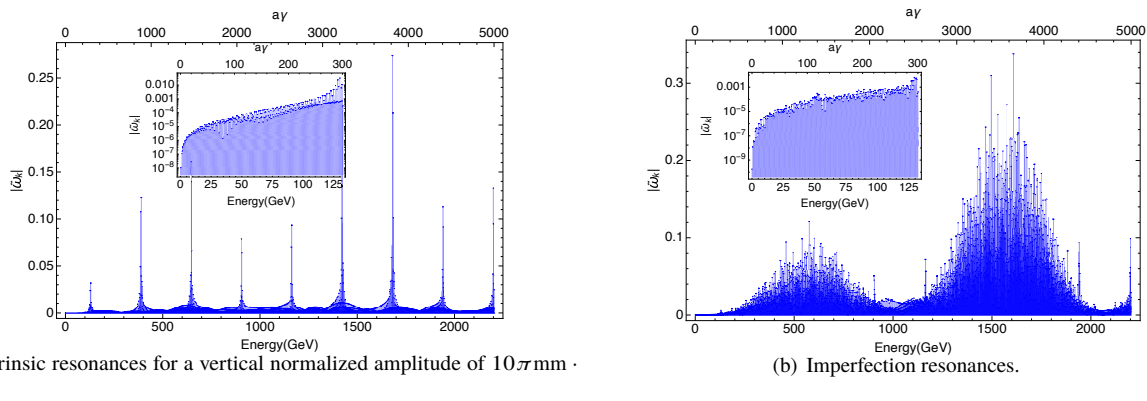 aγ
0 1000 2000 3000 4000 5000
aγ
0 100 200 300
0.010
0.001
10⁻⁴
10⁻⁵
10⁻⁶
10⁻⁷
10⁻⁸
|ω̃ₖ|
0 25 50 75 100 125
Energy(GeV)
0.25
0.20
0.15
0.10
0.05
0
|ω̃ₖ|
0 500 1000 1500 2000
Energy(GeV)
rinsic resonances for a vertical normalized amplitude of 10π mm ·
aγ
0 1000 2000 3000 4000 5000
aγ
0 100 200 300
0.001
10⁻⁵
10⁻⁷
10⁻⁹
|ω̃ₖ|
0 25 50 75 100 125
Energy(GeV)
0.3
0.2
0.1
0
|ω̃ₖ|
0 500 1000 1500 2000
Energy(GeV)
(b) Imperfection resonances.